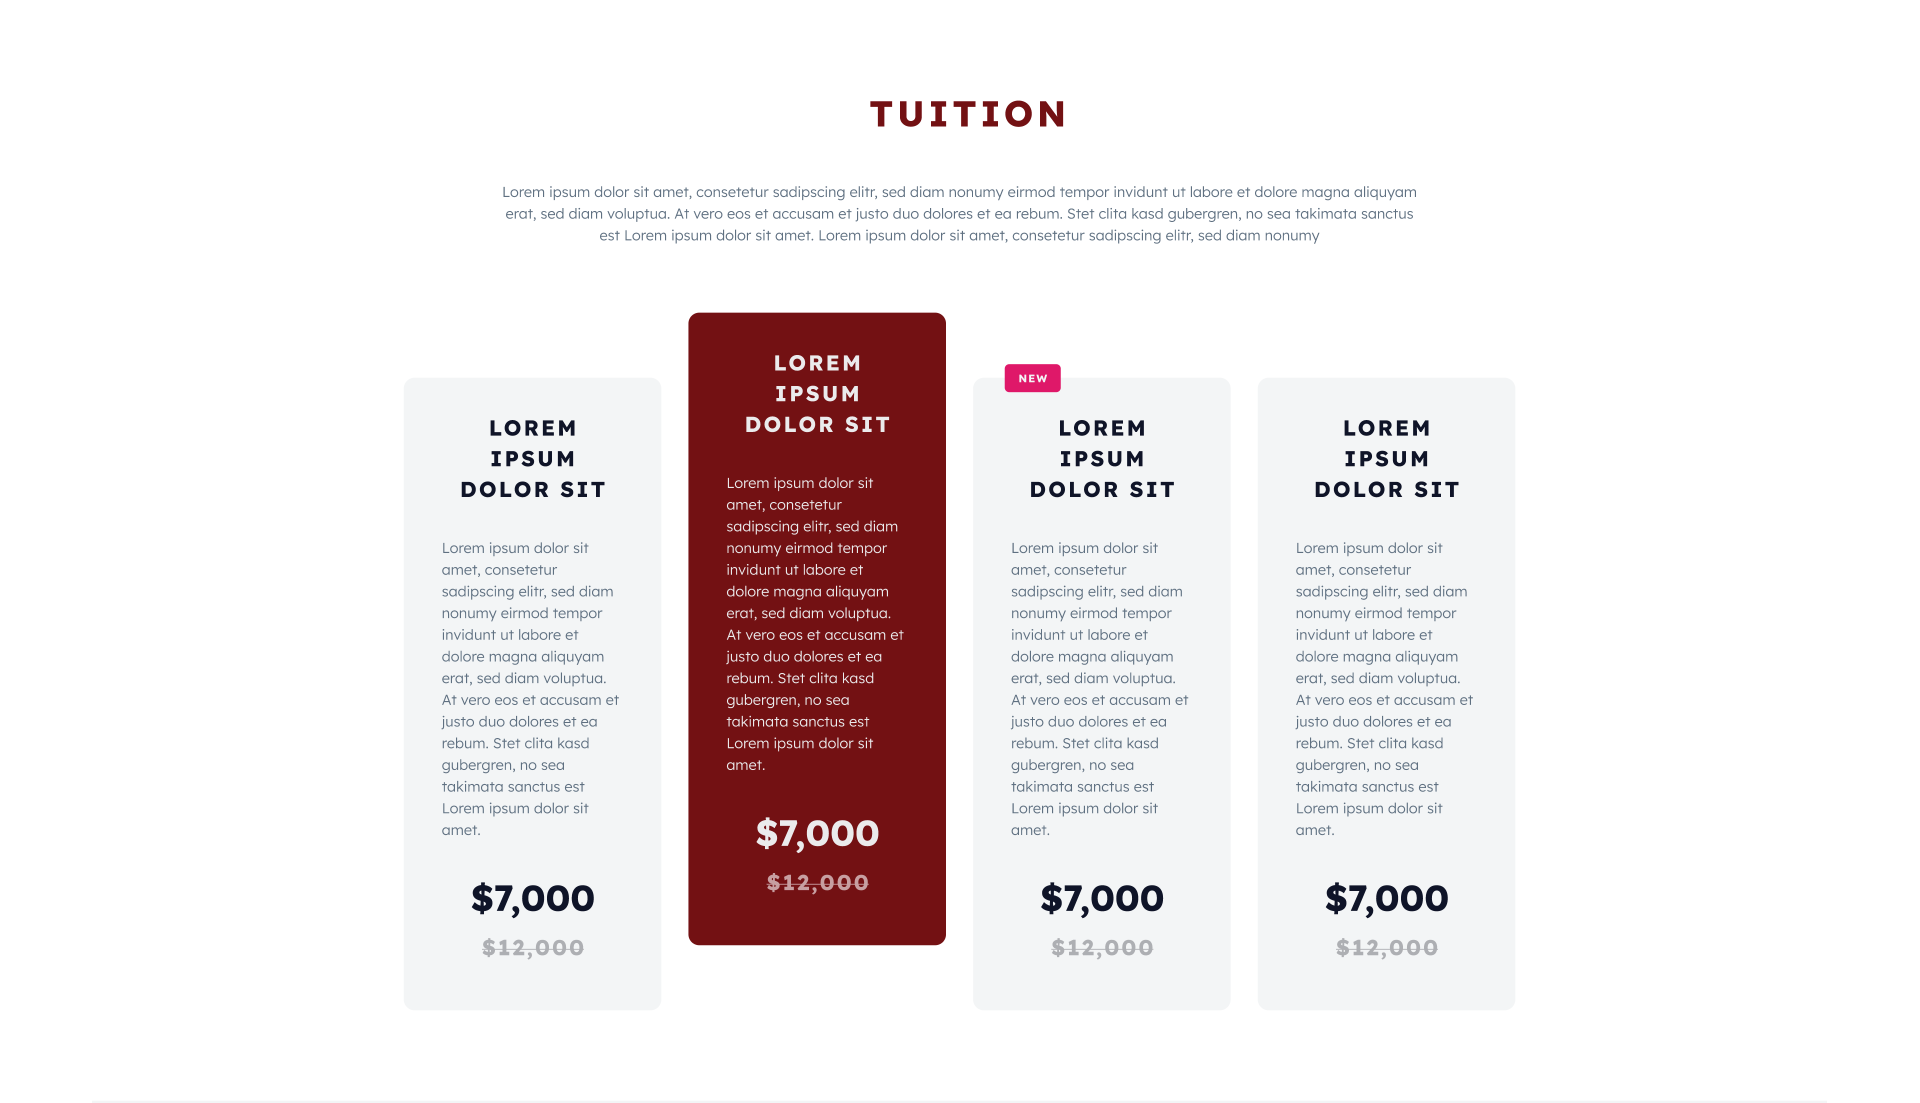 TUITION
Lorem ipsum dolor sit amet, consetetur sadipscing elitr, sed diam nonumy eirmod tempor invidunt ut labore et dolore magna aliquyam
erat, sed diam voluptua. At vero eos et accusam et justo duo dolores et ea rebum. Stet clita kasd gubergren, no sea takimata sanctus
est Lorem ipsum dolor sit amet. Lorem ipsum dolor sit amet, consetetur sadipscing elitr, sed diam nonumy
LOREM
IPSUM
DOLOR SIT
Lorem ipsum dolor sit
amet, consetetur
sadipscing elitr, sed diam
nonumy eirmod tempor
invidunt ut labore et
dolore magna aliquyam
erat, sed diam voluptua.
At vero eos et accusam et
justo duo dolores et ea
rebum. Stet clita kasd
gubergren, no sea
takimata sanctus est
Lorem ipsum dolor sit
amet.
$7,000
$12,000
LOREM
IPSUM
DOLOR SIT
Lorem ipsum dolor sit
amet, consetetur
sadipscing elitr, sed diam
nonumy eirmod tempor
invidunt ut labore et
dolore magna aliquyam
erat, sed diam voluptua.
At vero eos et accusam et
justo duo dolores et ea
rebum. Stet clita kasd
gubergren, no sea
takimata sanctus est
Lorem ipsum dolor sit
amet.
$7,000
$12,000
NEW
LOREM
IPSUM
DOLOR SIT
Lorem ipsum dolor sit
amet, consetetur
sadipscing elitr, sed diam
nonumy eirmod tempor
invidunt ut labore et
dolore magna aliquyam
erat, sed diam voluptua.
At vero eos et accusam et
justo duo dolores et ea
rebum. Stet clita kasd
gubergren, no sea
takimata sanctus est
Lorem ipsum dolor sit
amet.
$7,000
$12,000
LOREM
IPSUM
DOLOR SIT
Lorem ipsum dolor sit
amet, consetetur
sadipscing elitr, sed diam
nonumy eirmod tempor
invidunt ut labore et
dolore magna aliquyam
erat, sed diam voluptua.
At vero eos et accusam et
justo duo dolores et ea
rebum. Stet clita kasd
gubergren, no sea
takimata sanctus est
Lorem ipsum dolor sit
amet.
$7,000
$12,000